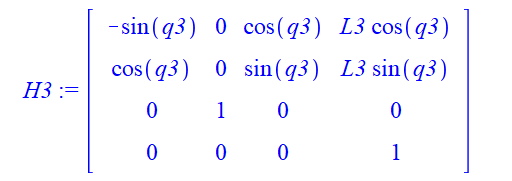 -sin(q3) 0 cos(q3) L3 cos(q3)
cos(q3) 0 sin(q3) L3 sin(q3)
H3 :=
0 1 0 0
0 0 0 1